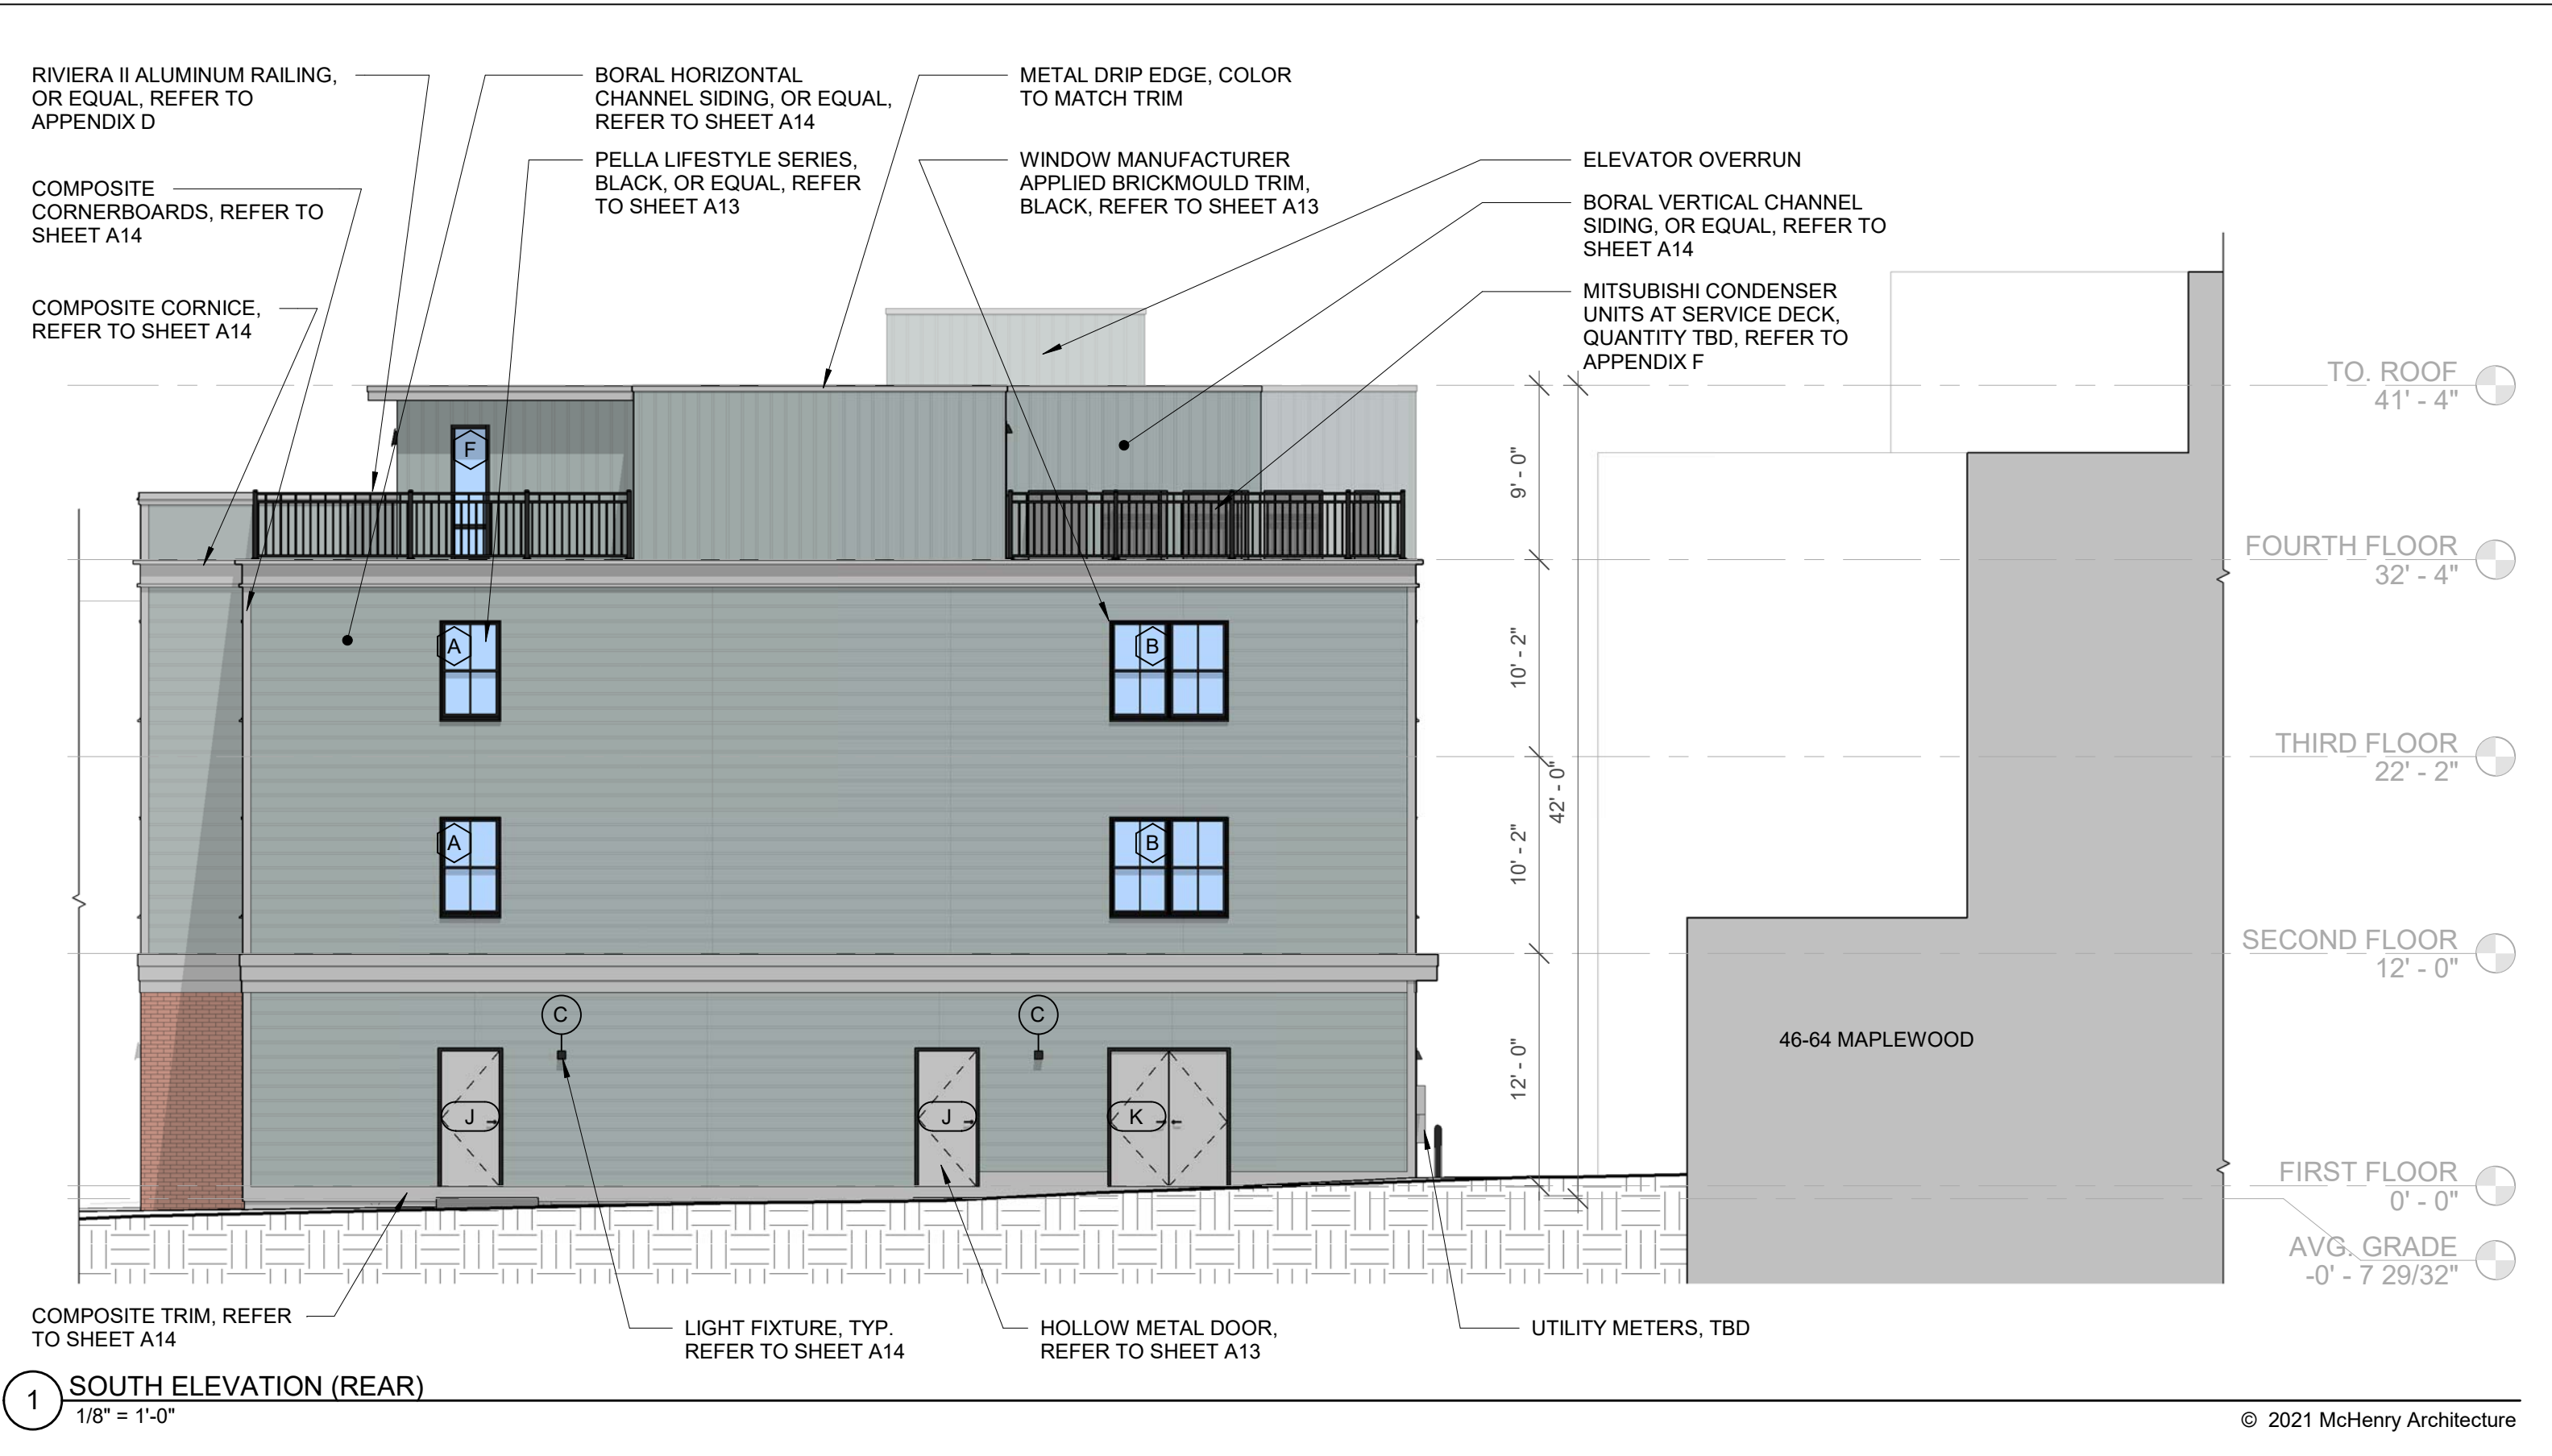 RIVIERA II ALUMINUM RAILING,
OR EQUAL, REFER TO
APPENDIX D
COMPOSITE
CORNERBOARDS, REFER TO
SHEET A14
COMPOSITE CORNICE,
REFER TO SHEET A14
BORAL HORIZONTAL
CHANNEL SIDING, OR EQUAL,
REFER TO SHEET A14
PELLA LIFESTYLE SERIES,
BLACK, OR EQUAL, REFER
TO SHEET A13
METAL DRIP EDGE, COLOR
TO MATCH TRIM
WINDOW MANUFACTURER
APPLIED BRICKMOULD TRIM,
BLACK, REFER TO SHEET A13
ELEVATOR OVERRUN
BORAL VERTICAL CHANNEL
SIDING, OR EQUAL, REFER TO
SHEET A14
MITSUBISHI CONDENSER
UNITS AT SERVICE DECK,
QUANTITY TBD, REFER TO
APPENDIX F
TO. ROOF
41' - 4"
F
9' - 0"
FOURTH FLOOR
32' - 4"
A
B
10' - 2"
THIRD FLOOR
22' - 2"
42' - 0"
A
B
10' - 2"
SECOND FLOOR
12' - 0"
C
C
46-64 MAPLEWOOD
12' - 0"
J
J
K
FIRST FLOOR
0' - 0"
AVG. GRADE
-0' - 7 29/32"
COMPOSITE TRIM, REFER
TO SHEET A14
LIGHT FIXTURE, TYP.
REFER TO SHEET A14
HOLLOW METAL DOOR,
REFER TO SHEET A13
UTILITY METERS, TBD
1
SOUTH ELEVATION (REAR)
1/8" = 1'-0"
© 2021 McHenry Architecture